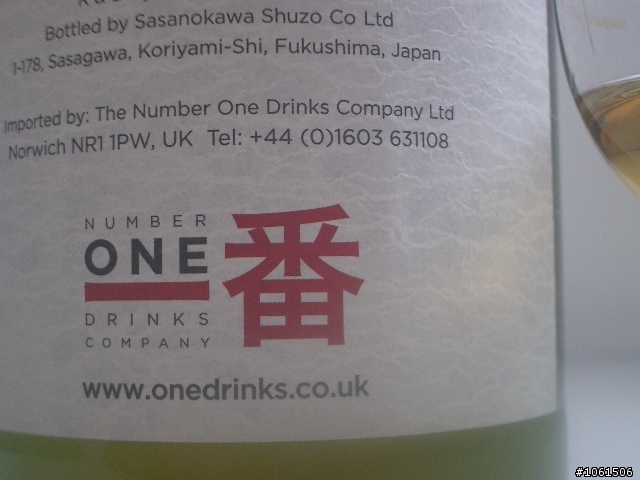 Bottled by Sasanokawa Shuzo Co Ltd
1-178, Sasagawa, Koriyami-Shi, Fukushima, Japan
Imported by: The Number One Drinks Company Ltd
Norwich NR1 1PW, UK Tel: +44 (0)1603 631108
NUMBER
ONE
一番
DRINKS
COMPANY
www.onedrinks.co.uk
#1061506